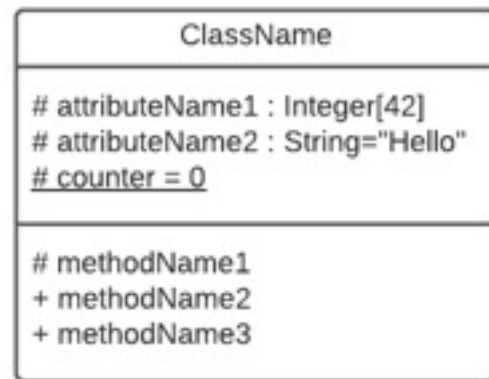 ClassName
# attributeName1 : Integer[42]
# attributeName2 : String="Hello"
# counter = 0
# methodName1
+ methodName2
+ methodName3